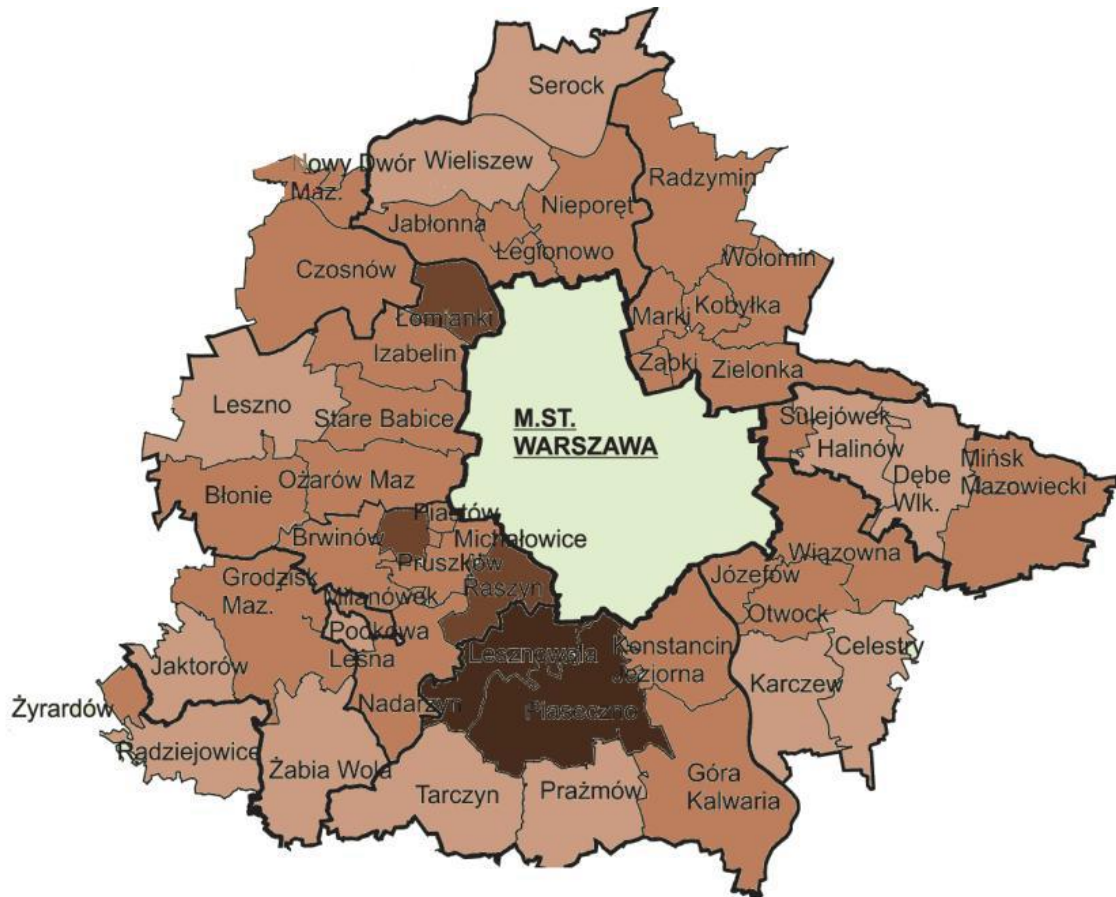 Serock
Wieliszew
Nowy Dwór
Maz.
Radzymin
Nieporęt
Jabłonna
Legionowo
Wołomin
Czosnów
Kobyłka
Łomianki
Marki
Izabelin
Ząbki
Zielonka
Leszno
Stare Babice
M.ST.
WARSZAWA
Sulejówek
Halinów
Dębe
Wlk.
Mińsk
Mazowiecki
Ożarów Maz
Błonie
Piastów
Brwinów
Michałowice
Pruszków
Wiązowna
Józefów
Grodzisk
Maz.
Milanówek
Raszyn
Otwock
Podkowa
Leśna
Lesznowola
Konstancin
Jeziorna
Celestry
Jaktorów
Karczew
Żyrardów
Nadarzyn
Piaseczno
Radziejowice
Żabia Wola
Tarczyn
Prażmów
Góra
Kalwaria